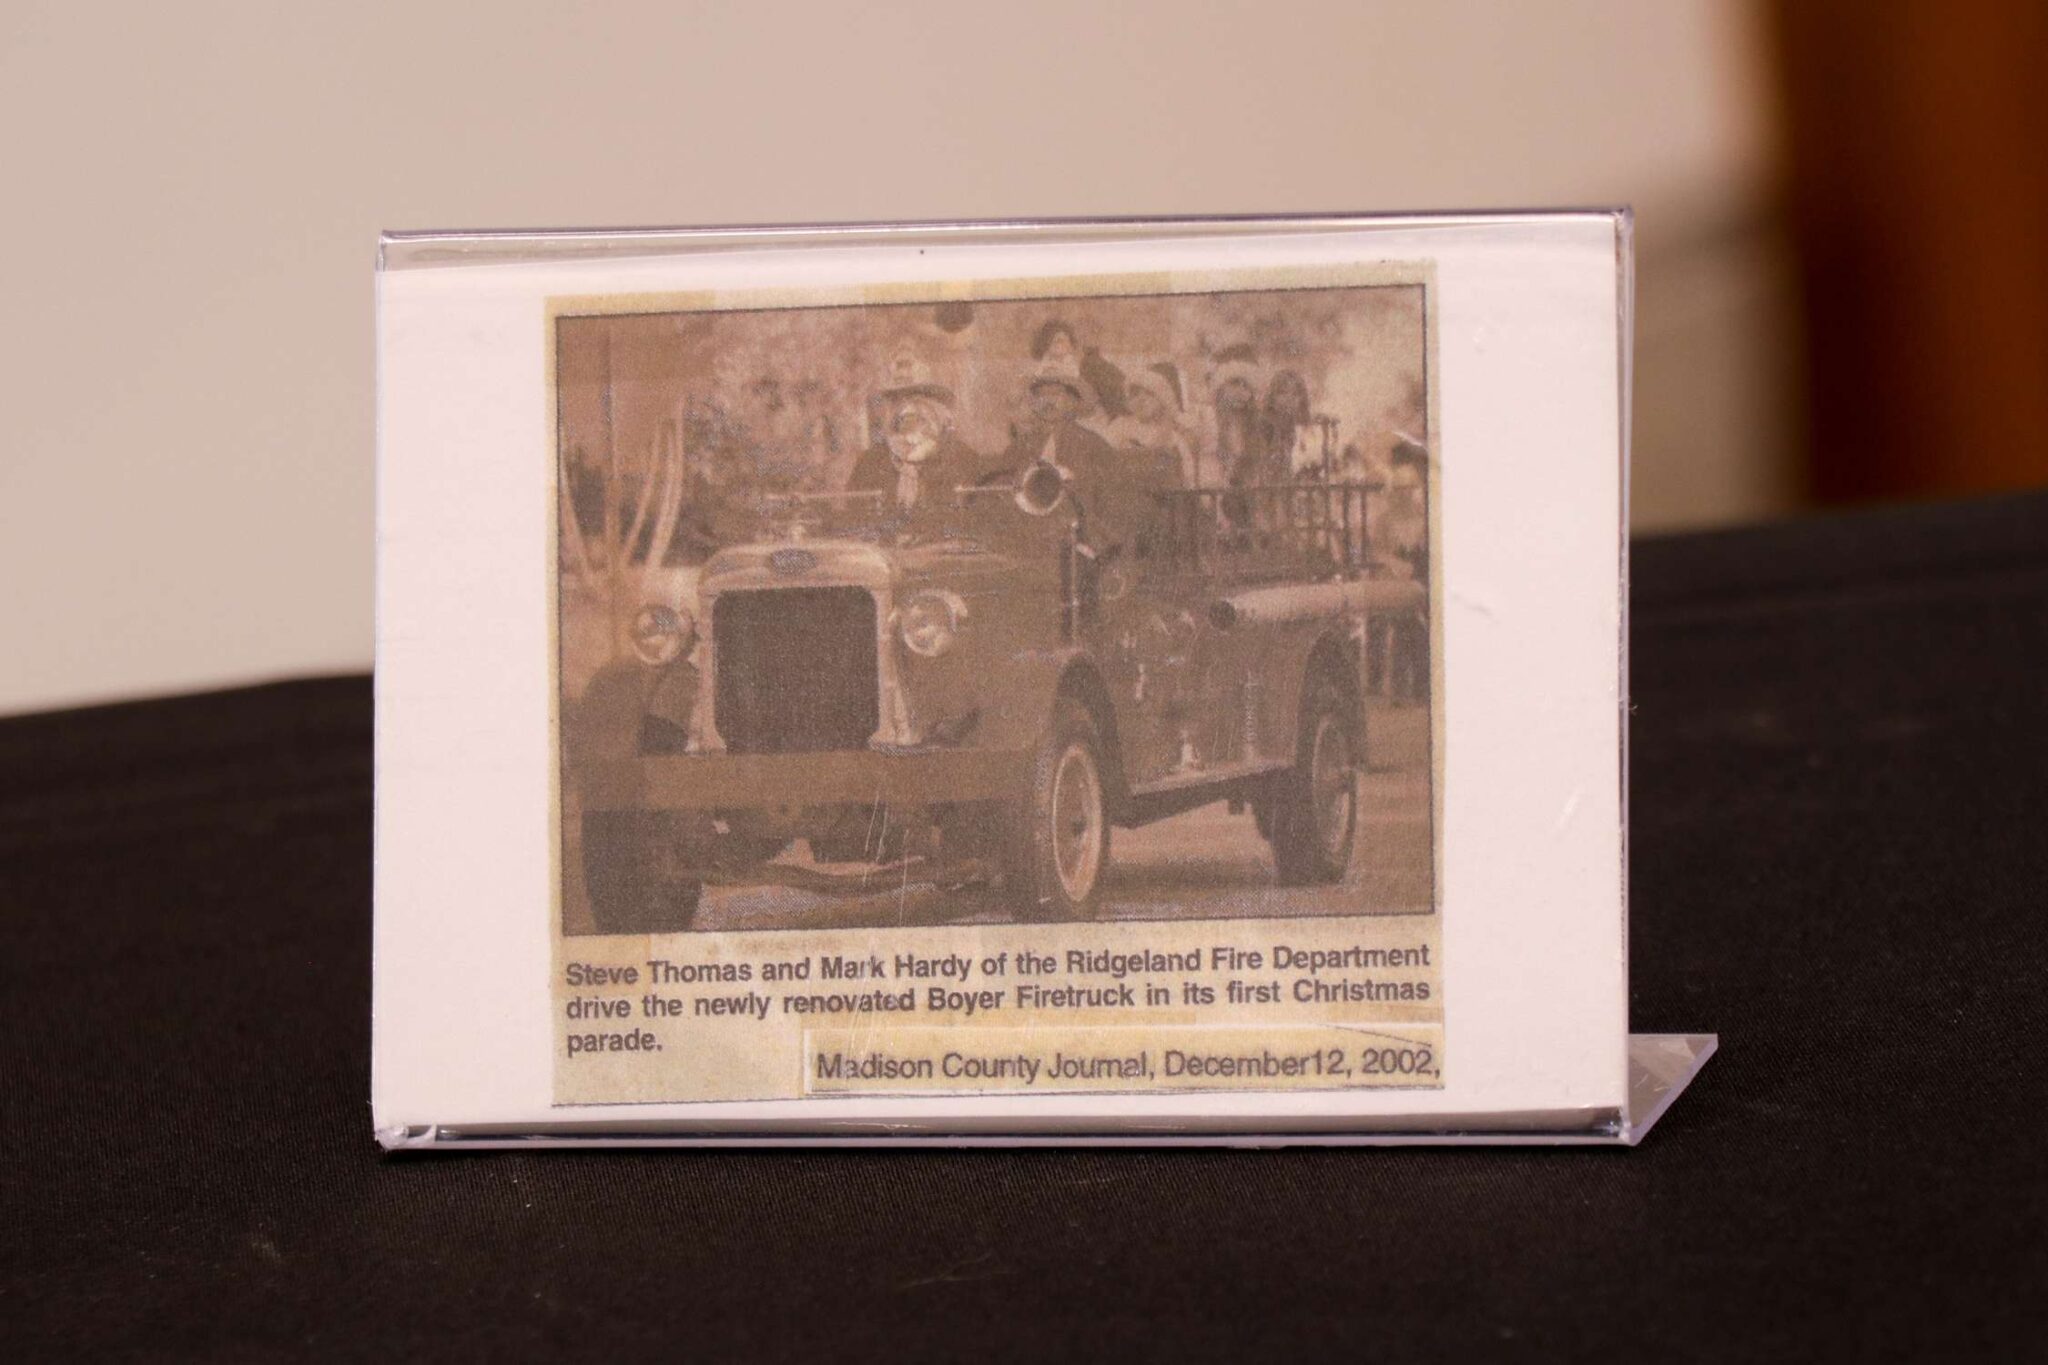 Steve Thomas and Mark Hardy of the Ridgeland Fire Department
drive the newly renovated Boyer Firetruck in its first Christmas
parade.
Madison County Journal, December12, 2002,